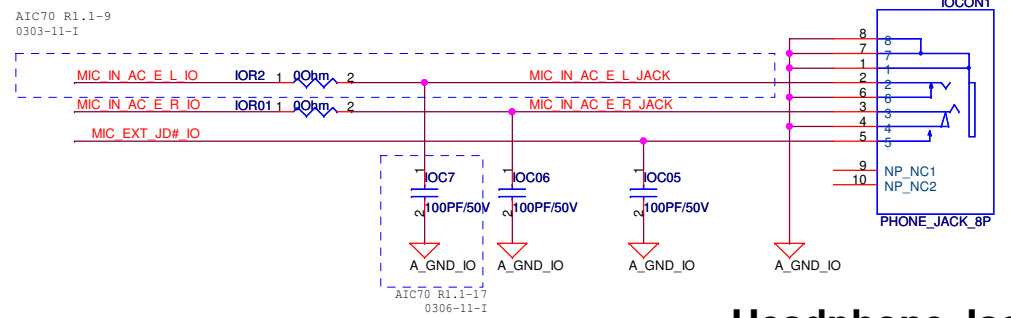 IOCON1
AIC70 R1.1-9
0303-11-I
8 8
7 7
1 1
MIC_IN_AC_E_L_IO IOR2 1 0Ohm 2 MIC_IN_AC_E_L_JACK 2 2
6 6
MIC_IN_AC_E_R_IO IOR01 1 0Ohm 2 MIC_IN_AC_E_R_JACK 3 3
4 4
MIC_EXT_JD#_IO 5 5
9 NP_NC1
10 NP_NC2
1 IOC7 1 IOC06 1 IOC05
2 100PF/50V 2 100PF/50V 2 100PF/50V
PHONE_JACK_8P
A_GND_IO A_GND_IO A_GND_IO A_GND_IO
AIC70 R1.1-17
0306-11-I